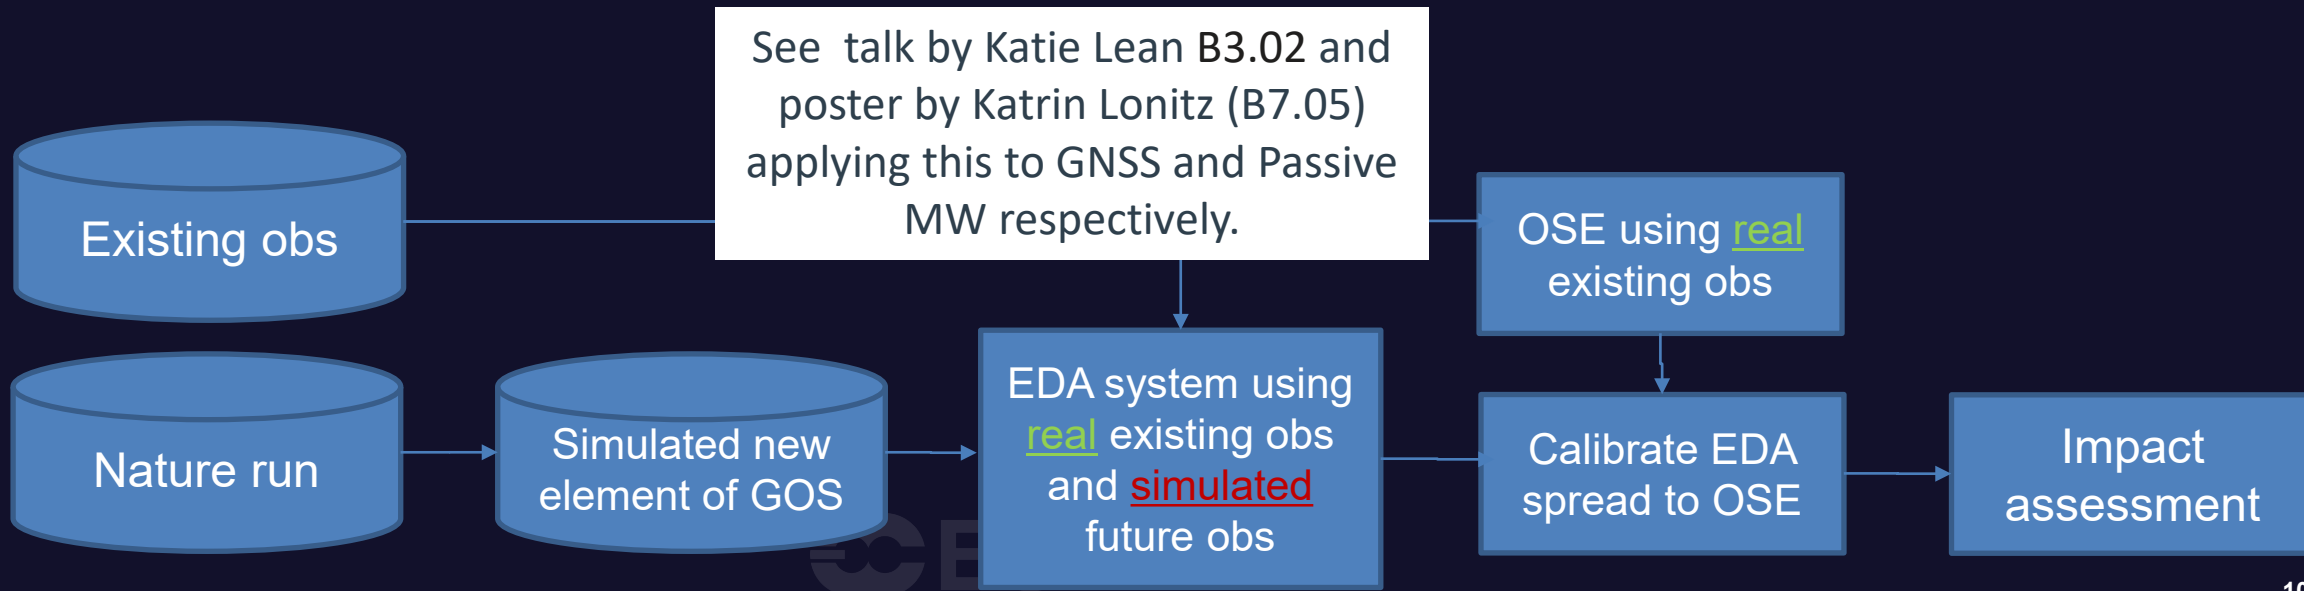 See talk by Katie Lean B3.02 and
poster by Katrin Lonitz (B7.05)
applying this to GNSS and Passive
MW respectively.
Existing obs
OSE using real
existing obs
Nature run
Simulated new
element of GOS
EDA system using
real existing obs
and simulated
future obs
Calibrate EDA
spread to OSE
Impact
assessment